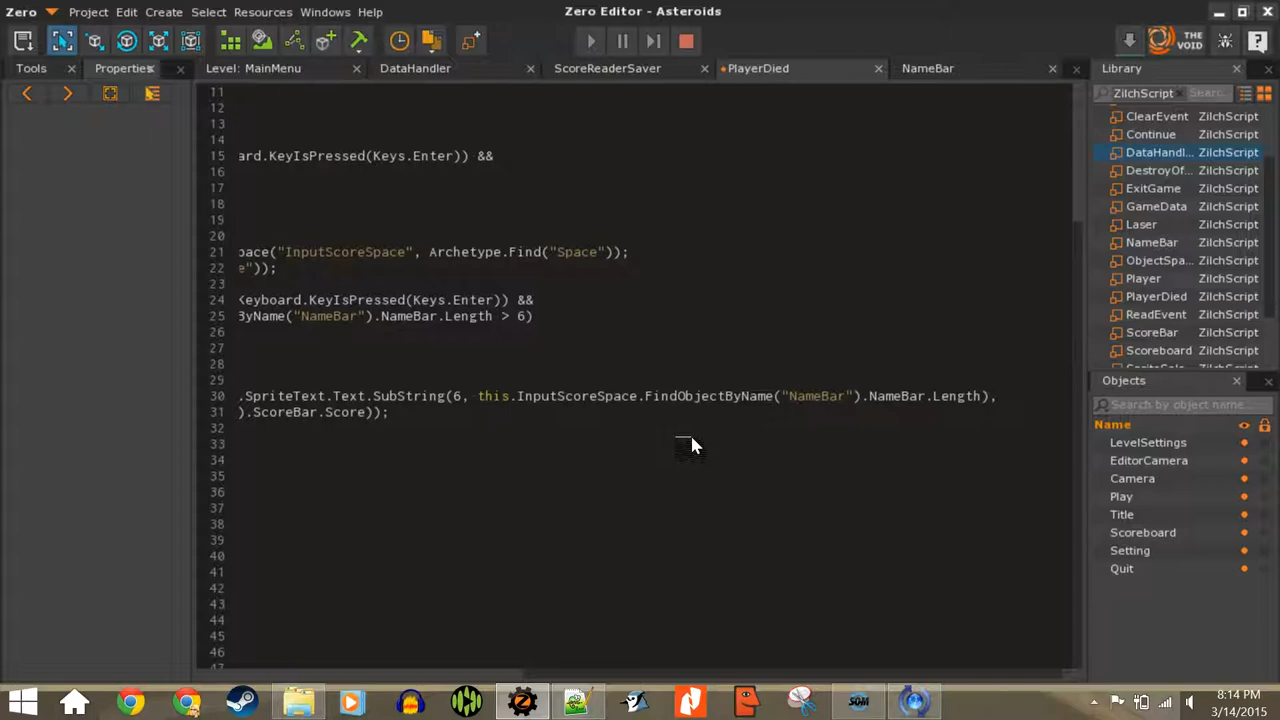 Zero Project Edit Create Select Resources Windows Help Zero Editor - Asteroids
THE VOID
Tools Properties Level: MainMenu DataHandler ScoreReaderSaver PlayerDied NameBar Library
ZilchScript Searc
11
12
13
14
15 ard.KeyIsPressed(Keys.Enter)) &&
16
17
18
19
20
21 pace("InputScoreSpace", Archetype.Find("Space"));
22 e"));
23
24 Keyboard.KeyIsPressed(Keys.Enter)) &&
25 ByName("NameBar").NameBar.Length > 6)
26
27
28
29
30 .SpriteText.Text.SubString(6, this.InputScoreSpace.FindObjectByName("NameBar").NameBar.Length),
31 ).ScoreBar.Score));
32
33
34
35
36
37
38
39
40
41
42
43
44
45
46
47
ClearEvent ZilchScript
Continue ZilchScript
DataHandl... ZilchScript
DestroyOf... ZilchScript
ExitGame ZilchScript
GameData ZilchScript
Laser ZilchScript
NameBar ZilchScript
ObjectSpa... ZilchScript
Player ZilchScript
PlayerDied ZilchScript
ReadEvent ZilchScript
ScoreBar ZilchScript
Scoreboard ZilchScript
Objects
Search by object name...
Name
LevelSettings
EditorCamera
Camera
Play
Title
Scoreboard
Setting
Quit
8:14 PM
3/14/2015